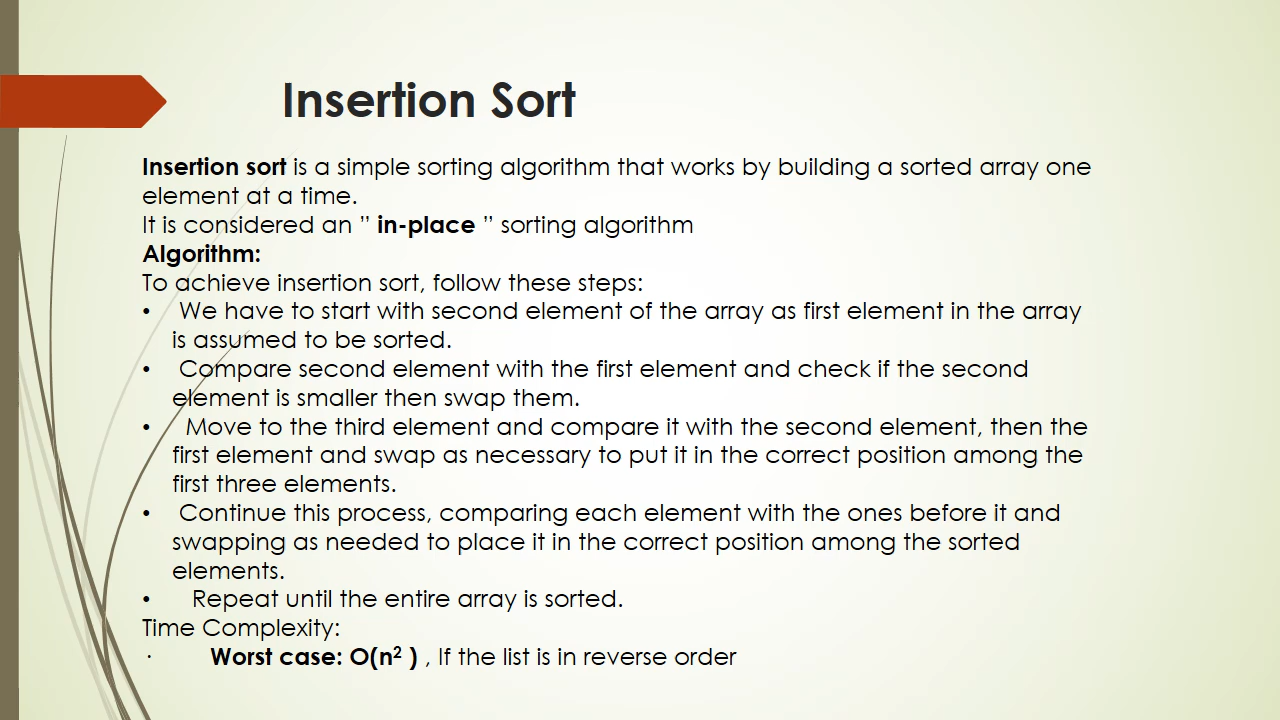 Insertion Sort
Insertion sort is a simple sorting algorithm that works by building a sorted array one
element at a time.
It is considered an ” in-place ” sorting algorithm
Algorithm:
To achieve insertion sort, follow these steps:
• We have to start with second element of the array as first element in the array
is assumed to be sorted.
• Compare second element with the first element and check if the second
element is smaller then swap them.
• Move to the third element and compare it with the second element, then the
first element and swap as necessary to put it in the correct position among the
first three elements.
• Continue this process, comparing each element with the ones before it and
swapping as needed to place it in the correct position among the sorted
elements.
• Repeat until the entire array is sorted.
Time Complexity:
· Worst case: O(n² ) , If the list is in reverse order